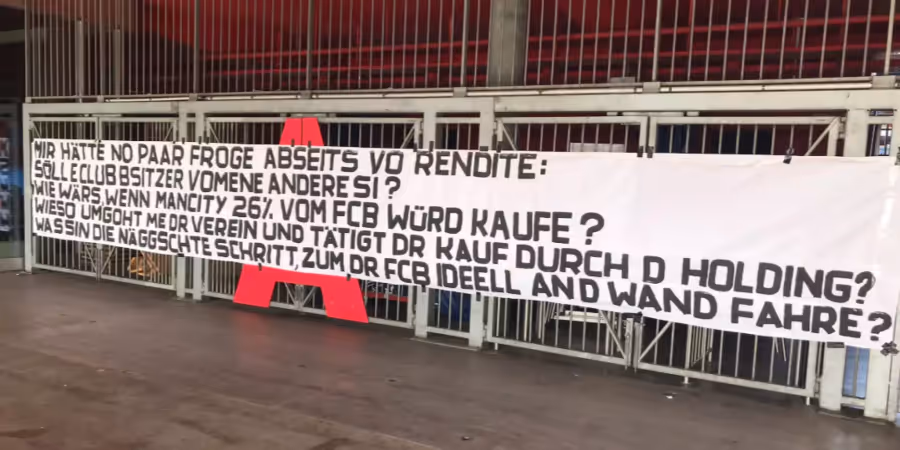 MIR HÄTTE NO PAAR FROGE ABSEITS VO RENDITE:
SÖLL E CLUB BSITZER VOMENE ANDERE SI?
WIE WÄRS, WENN MANCITY 26% VOM FCB WÜRD KAUFE?
WIESO UMGOHT ME DR VEREIN UND TÄTIGT DR KAUF DURCH D HOLDING?
WAS SIN DIE NÄGGSCHTE SCHRITT, ZUM DR FCB IDEELL AND WAND FAHRE?
A